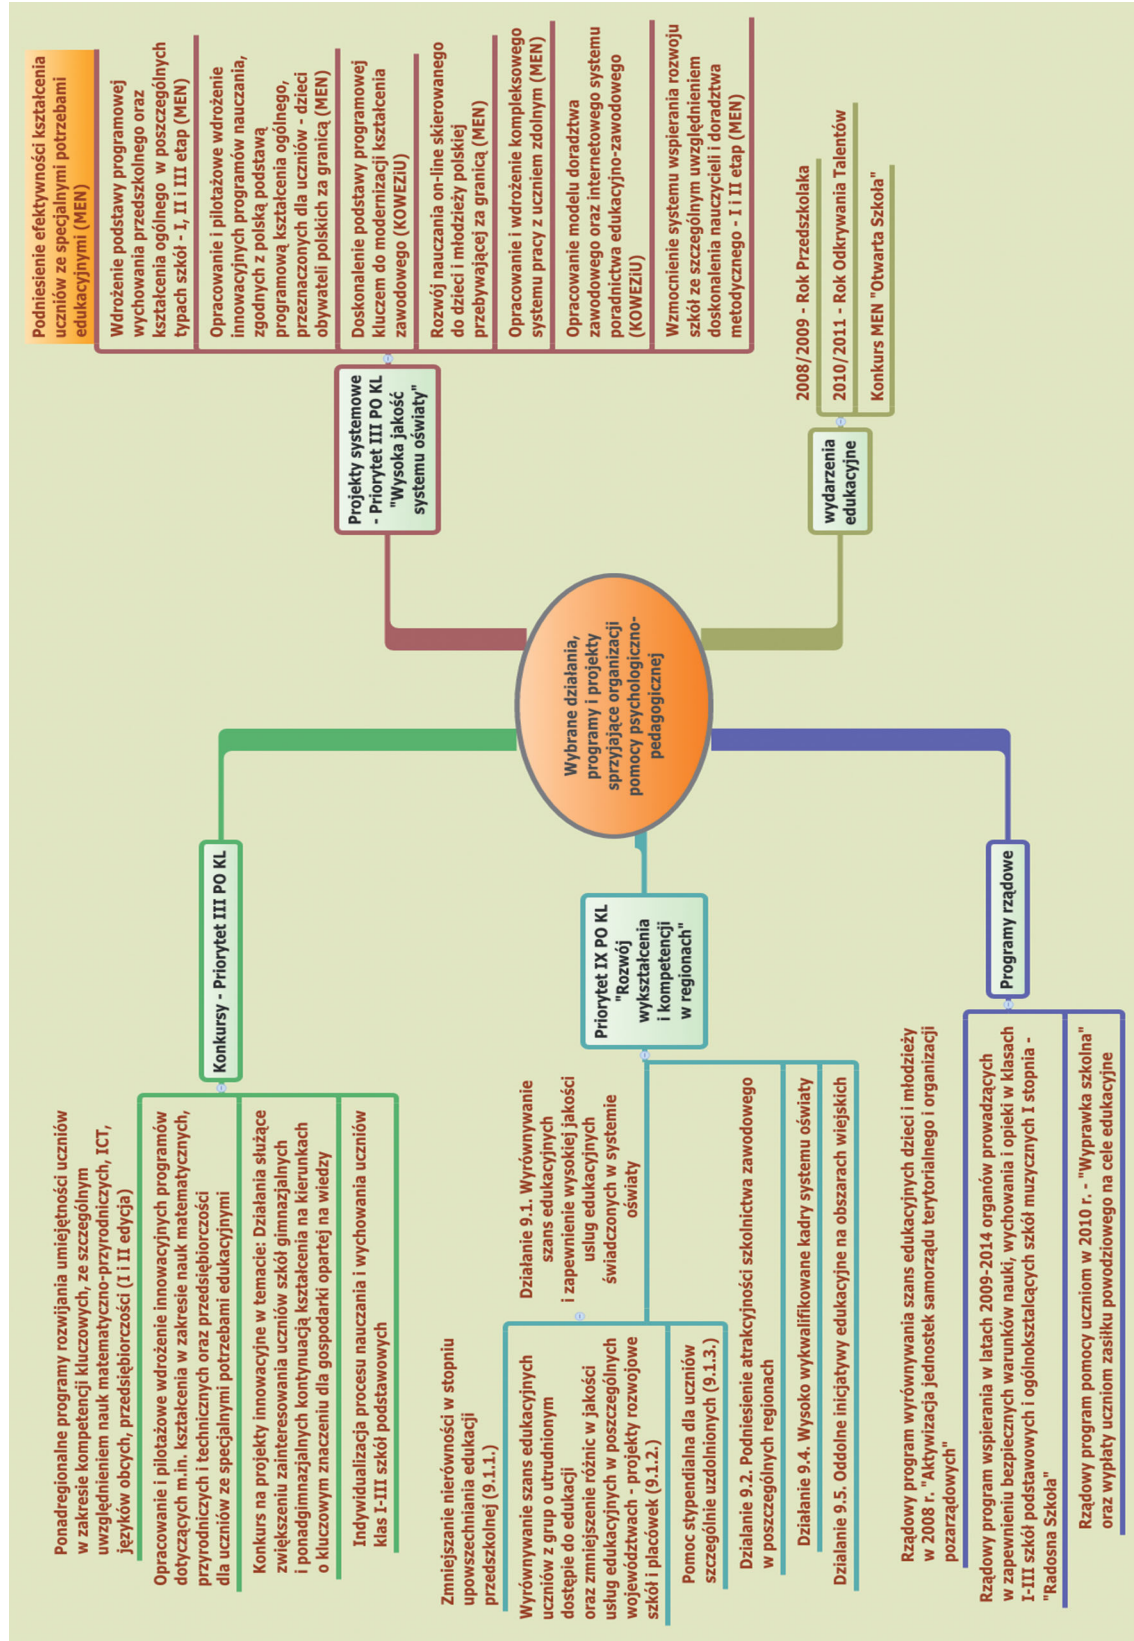 Wybrane działania,
programy i projekty
sprzyjające organizacji
pomocy psychologiczno-
pedagogicznej
Konkursy - Priorytet III PO KL
Ponadregionalne programy rozwijania umiejętności uczniów
w zakresie kompetencji kluczowych, ze szczególnym
uwzględnieniem nauk matematyczno-przyrodniczych, ICT,
języków obcych, przedsiębiorczości (I i II edycja)
Opracowanie i pilotażowe wdrożenie innowacyjnych programów
dotyczących m.in. kształcenia w zakresie nauk matematycznych,
przyrodniczych i technicznych oraz przedsiębiorczości
dla uczniów ze specjalnymi potrzebami edukacyjnymi
Konkurs na projekty innowacyjne w temacie: Działania służące
zwiększeniu zainteresowania uczniów szkół gimnazjalnych
i ponadgimnazjalnych kontynuacją kształcenia na kierunkach
o kluczowym znaczeniu dla gospodarki opartej na wiedzy
Indywidualizacja procesu nauczania i wychowania uczniów
klas I-III szkół podstawowych
Priorytet IX PO KL
"Rozwój
wykształcenia
i kompetencji
w regionach"
Działanie 9.1. Wyrównywanie
szans edukacyjnych
i zapewnienie wysokiej jakości
usług edukacyjnych
świadczonych w systemie
oświaty
Zmniejszanie nierówności w stopniu
upowszechniania edukacji
przedszkolnej (9.1.1.)
Wyrównywanie szans edukacyjnych
uczniów z grup o utrudnionym
dostępie do edukacji
oraz zmniejszenie różnic w jakości
usług edukacyjnych w poszczególnych
województwach - projekty rozwojowe
szkół i placówek (9.1.2.)
Pomoc stypendialna dla uczniów
szczególnie uzdolnionych (9.1.3.)
Działanie 9.2. Podniesienie atrakcyjności szkolnictwa zawodowego
w poszczególnych regionach
Działanie 9.4. Wysoko wykwalifikowane kadry systemu oświaty
Działanie 9.5. Oddolne inicjatywy edukacyjne na obszarach wiejskich
Programy rządowe
Rządowy program wyrównywania szans edukacyjnych dzieci i młodzieży
w 2008 r. "Aktywizacja jednostek samorządu terytorialnego i organizacji
pozarządowych"
Rządowy program wspierania w latach 2009-2014 organów prowadzących
w zapewnieniu bezpiecznych warunków nauki, wychowania i opieki w klasach
I-III szkół podstawowych i ogólnokształcących szkół muzycznych I stopnia -
"Radosna Szkoła"
Rządowy program pomocy uczniom w 2010 r. - "Wyprawka szkolna"
oraz wypłaty uczniom zasiłku powodziowego na cele edukacyjne
Projekty systemowe
- Priorytet III PO KL
"Wysoka jakość
systemu oświaty"
Podniesienie efektywności kształcenia
uczniów ze specjalnymi potrzebami
edukacyjnymi (MEN)
Wdrożenie podstawy programowej
wychowania przedszkolnego oraz
kształcenia ogólnego w poszczególnych
typach szkół - I, II i III etap (MEN)
Opracowanie i pilotażowe wdrożenie
innowacyjnych programów nauczania,
zgodnych z polską podstawą
programową kształcenia ogólnego,
przeznaczonych dla uczniów - dzieci
obywateli polskich za granicą (MEN)
Doskonalenie podstawy programowej
kluczem do modernizacji kształcenia
zawodowego (KOWEZiU)
Rozwój nauczania on-line skierowanego
do dzieci i młodzieży polskiej
przebywającej za granicą (MEN)
Opracowanie i wdrożenie kompleksowego
systemu pracy z uczniem zdolnym (MEN)
Opracowanie modelu doradztwa
zawodowego oraz internetowego systemu
poradnictwa edukacyjno-zawodowego
(KOWEZiU)
Wzmocnienie systemu wspierania rozwoju
szkół ze szczególnym uwzględnieniem
doskonalenia nauczycieli i doradztwa
metodycznego - I i II etap (MEN)
wydarzenia
edukacyjne
2008/2009 - Rok Przedszkolaka
2010/2011 - Rok Odkrywania Talentów
Konkurs MEN "Otwarta Szkoła"